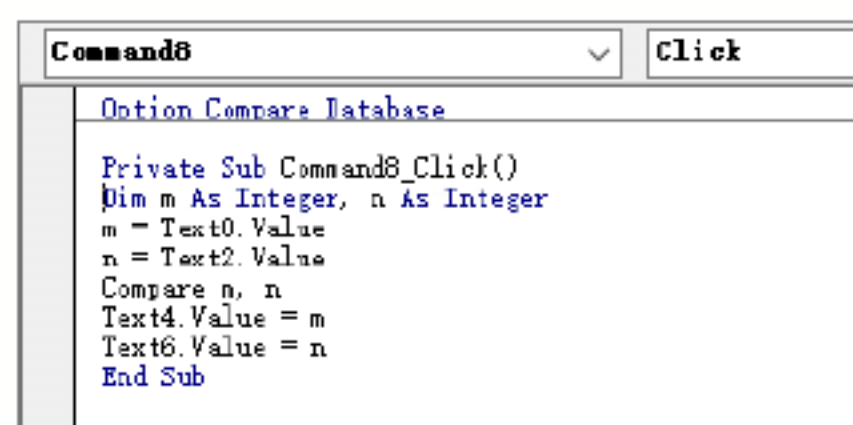 Command8
Click
Option Compare Database
Private Sub Command8_Click()
Dim m As Integer, n As Integer
m = Text0.Value
n = Text2.Value
Compare m, n
Text4.Value = m
Text6.Value = n
End Sub